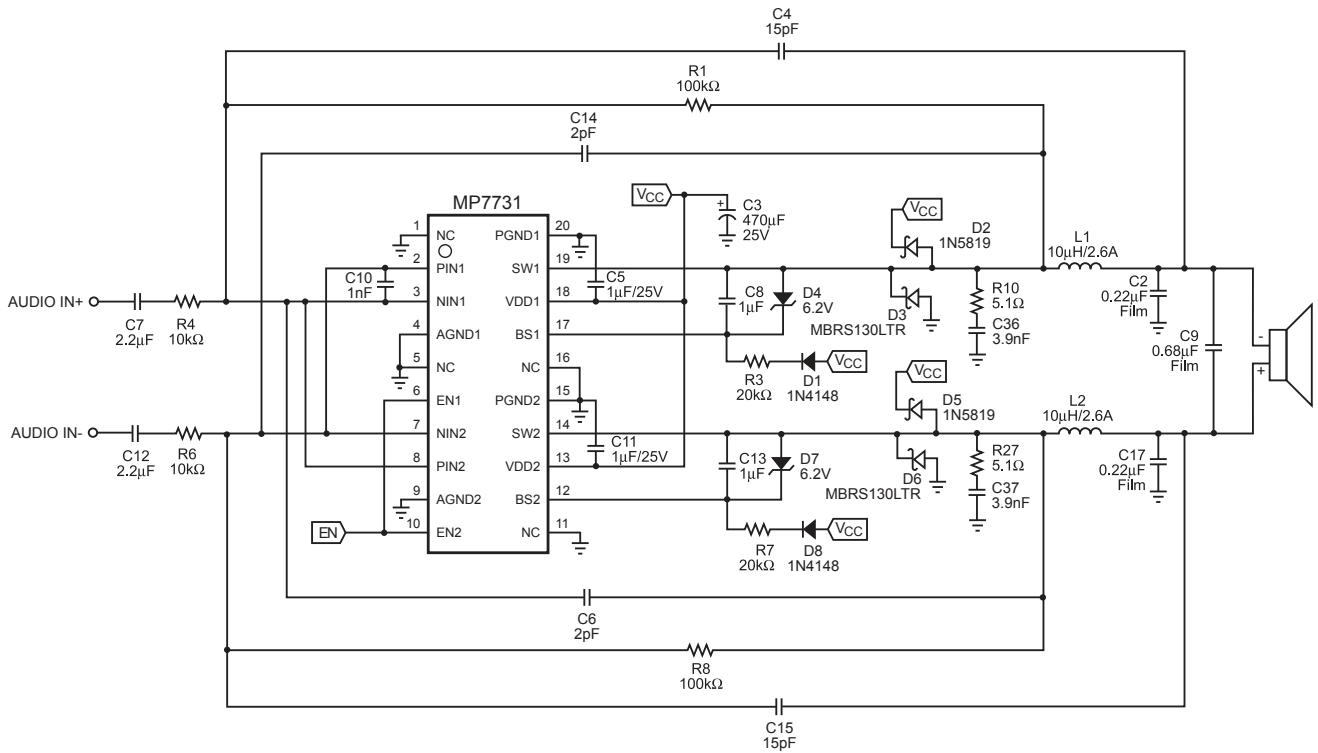 C4
15pF
R1
100kΩ
C14
2pF
VCC
C3
470µF
25V
+
MP7731
1
NC
PGND1
20
2
PIN1
SW1
19
3
NIN1
VDD1
18
4
AGND1
BS1
17
5
NC
NC
16
6
EN1
PGND2
15
7
NIN2
SW2
14
8
PIN2
VDD2
13
9
AGND2
BS2
12
10
EN2
NC
11
AUDIO IN+
C7
2.2µF
R4
10kΩ
C10
1nF
AUDIO IN-
C12
2.2µF
R6
10kΩ
EN
C5
1µF/25V
C8
1µF
D4
6.2V
VCC
D2
1N5819
D3
MBRS130LTR
R3
20kΩ
D1
1N4148
VCC
R10
5.1Ω
C36
3.9nF
L1
10µH/2.6A
C2
0.22µF
Film
C9
0.68µF
Film
-
+
C11
1µF/25V
C13
1µF
D7
6.2V
VCC
D5
1N5819
D6
MBRS130LTR
R7
20kΩ
D8
1N4148
VCC
R27
5.1Ω
C37
3.9nF
L2
10µH/2.6A
C17
0.22µF
Film
C6
2pF
R8
100kΩ
C15
15pF